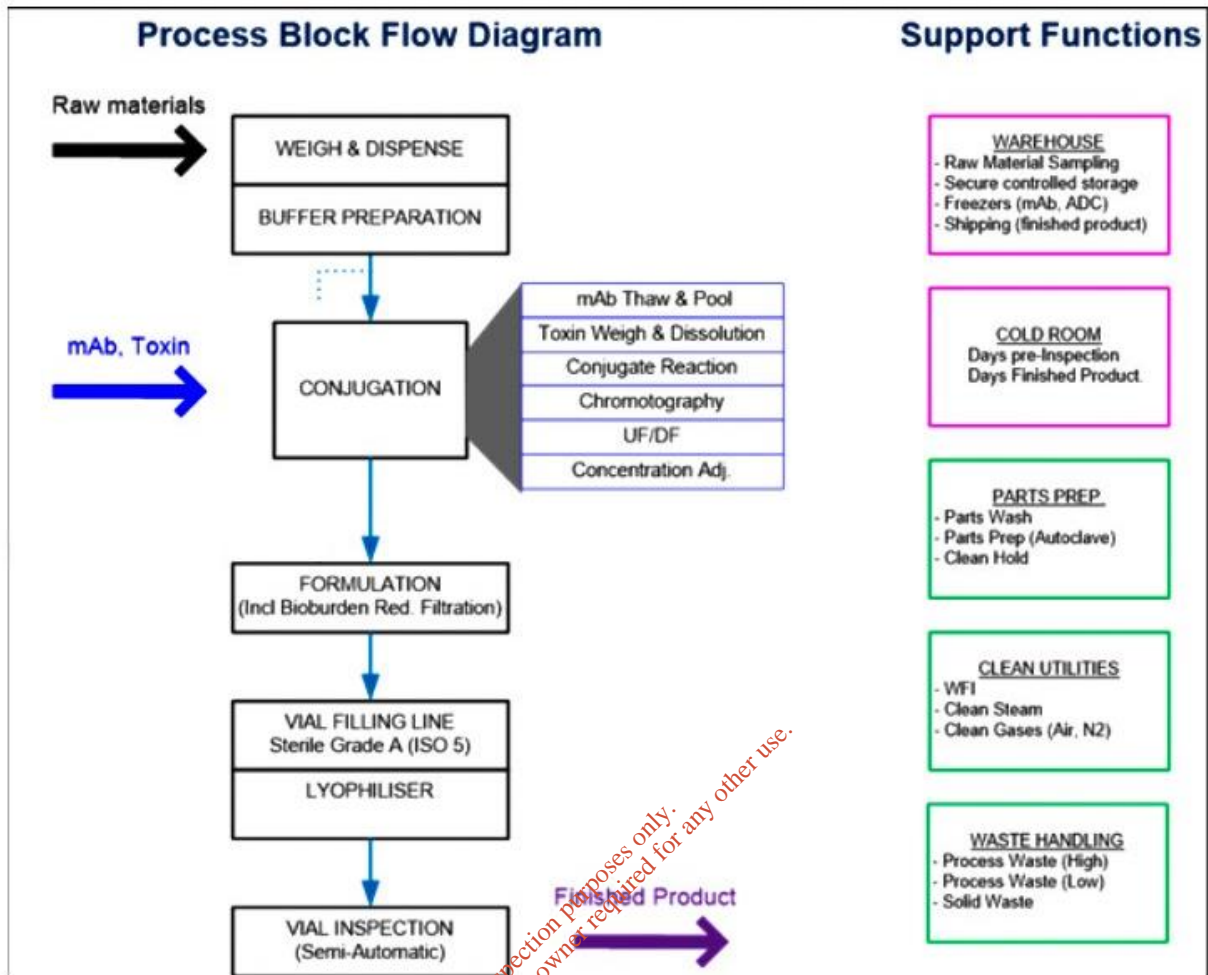 Process Block Flow Diagram
Support Functions
Raw materials
WEIGH & DISPENSE
BUFFER PREPARATION
mAb, Toxin
CONJUGATION
mAb Thaw & Pool
Toxin Weigh & Dissolution
Conjugate Reaction
Chromotography
UF/DF
Concentration Adj.
FORMULATION
(Incl Bioburden Red. Filtration)
VIAL FILLING LINE
Sterile Grade A (ISO 5)
LYOPHILISER
VIAL INSPECTION
(Semi-Automatic)
Finished Product
WAREHOUSE
- Raw Material Sampling
- Secure controlled storage
- Freezers (mAb, ADC)
- Shipping (finished product)
COLD ROOM
Days pre-Inspection
Days Finished Product.
PARTS PREP
- Parts Wash
- Parts Prep (Autoclave)
- Clean Hold
CLEAN UTILITIES
- WFI
- Clean Steam
- Clean Gases (Air, N2)
WASTE HANDLING
- Process Waste (High)
- Process Waste (Low)
- Solid Waste
purposes only.
owner required for any other use.